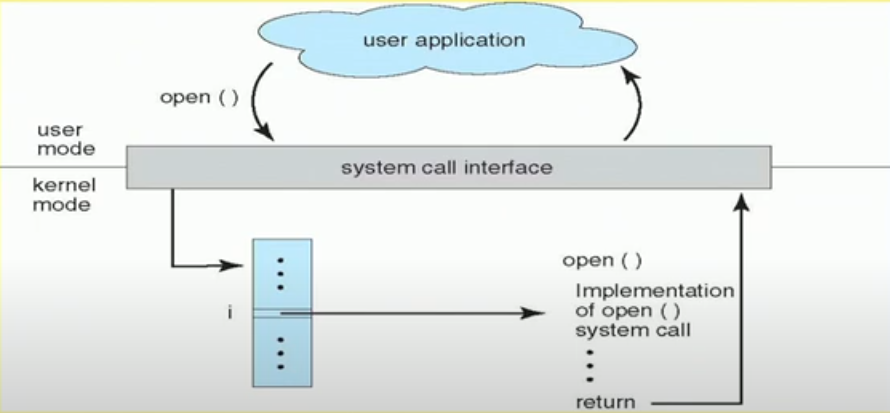 user application
open ( )
user
mode
system call interface
kernel
mode
i
open ( )
Implementation
of open ( )
system call
return